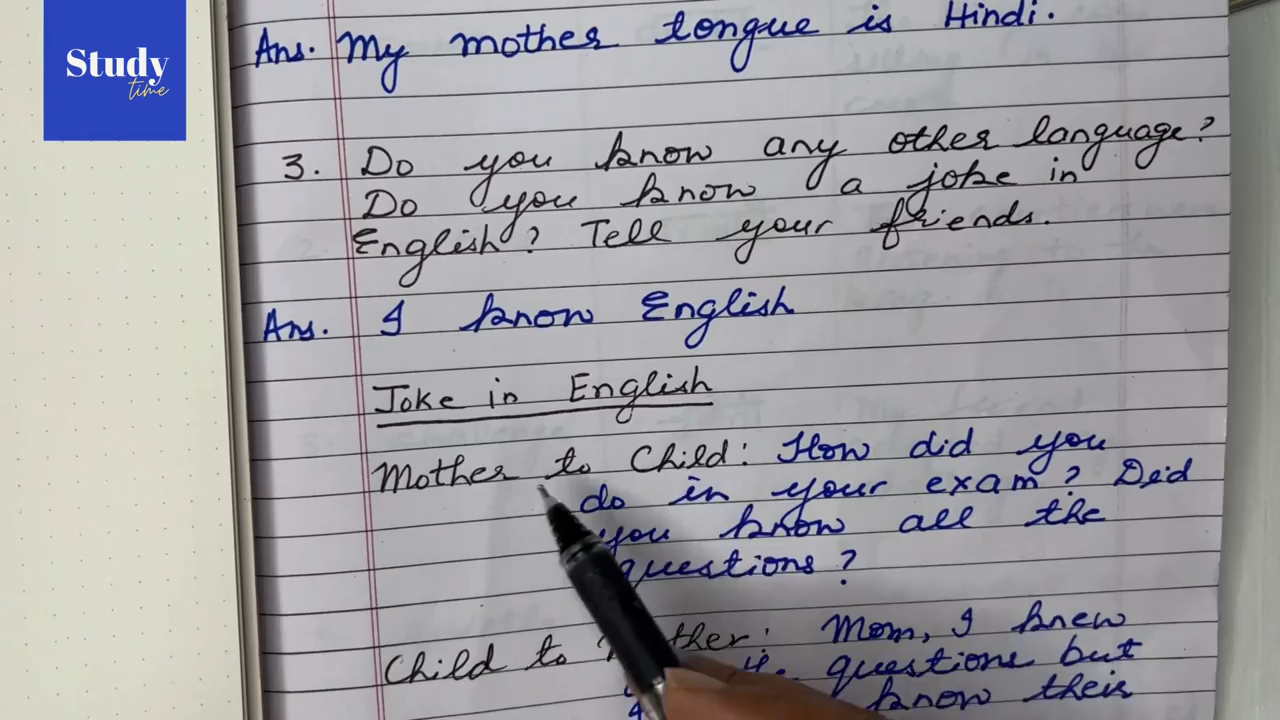 Study
time
Ans. My mother tongue is Hindi.
3. Do you know any other language?
Do you know a joke in
English? Tell your friends.
Ans. I know English
Joke in English
Mother to Child: How did you
do in your exam? Did
you know all the
questions?
Child to Mother: Mom, I knew
questions but
know their